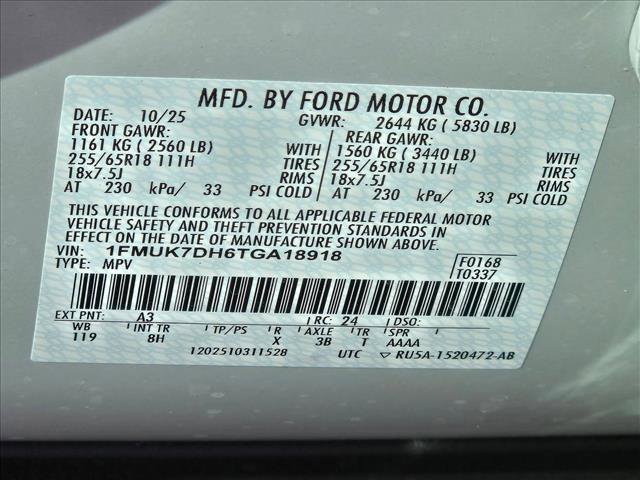 MFD. BY FORD MOTOR CO.
DATE: 10/25 GVWR: 2644 KG ( 5830 LB)
FRONT GAWR: REAR GAWR:
1161 KG ( 2560 LB) WITH 1560 KG ( 3440 LB) WITH
255/65R18 111H TIRES 255/65R18 111H TIRES
18x7.5J RIMS 18x7.5J RIMS
AT 230 kPa/ 33 PSI COLD AT 230 kPa/ 33 PSI COLD
THIS VEHICLE CONFORMS TO ALL APPLICABLE FEDERAL MOTOR
VEHICLE SAFETY AND THEFT PREVENTION STANDARDS IN
EFFECT ON THE DATE OF MANUFACTURE SHOWN ABOVE.
VIN: 1FMUK7DH6TGA18918 F0168
TYPE: MPV T0337
EXT PNT: A3 RC: 24 DSO:
WB INT TR TP/PS R AXLE TR SPR
119 8H X 3B T AAAA
1202510311528 UTC ▽ RU5A-1520472-AB